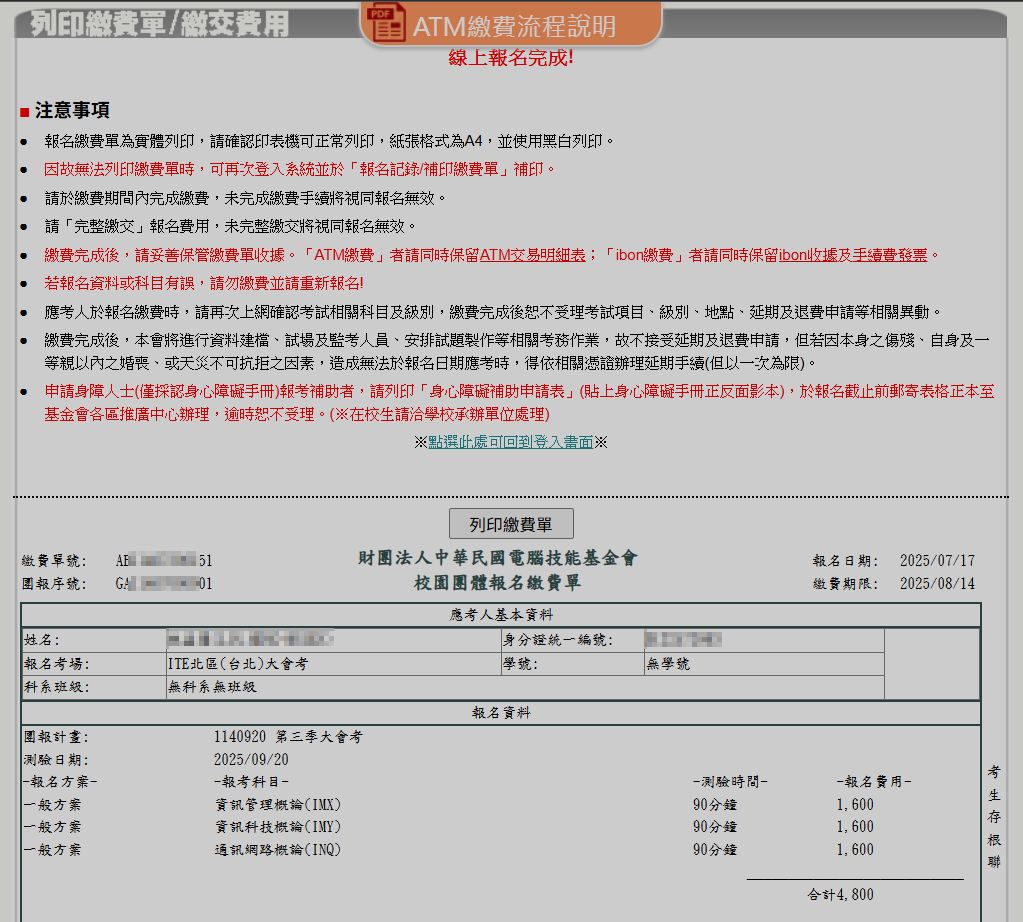 列印繳費單/繳交費用
PDF ATM繳費流程說明
線上報名完成!
注意事項
● 報名繳費單為實體列印，請確認印表機可正常列印，紙張格式為A4，並使用黑白列印。
● 因故無法列印繳費單時，可再次登入系統並於「報名記錄/補印繳費單」補印。
● 請於繳費期間內完成繳費，未完成繳費手續將視同報名無效。
● 請「完整繳交」報名費用，未完整繳交將視同報名無效。
● 繳費完成後，請妥善保管繳費單收據。「ATM繳費」者請同時保留ATM交易明細表；「ibon繳費」者請同時保留ibon收據及手續費發票。
● 若報名資料或科目有誤，請勿繳費並請重新報名!
● 應考人於報名繳費時，請再次上網確認考試相關科目及級別，繳費完成後恕不受理考試項目、級別、地點、延期及退費申請等相關異動。
● 繳費完成後，本會將進行資料建檔、試場及監考人員、安排試題製作等相關考務作業，故不接受延期及退費申請，但若因本身之傷殘、自身及一
等親以內之婚喪、或天災不可抗拒之因素，造成無法於報名日期應考時，得依相關憑證辦理延期手續(但以一次為限)。
● 申請身障人士(僅採認身心障礙手冊)報考補助者，請列印「身心障礙補助申請表」(貼上身心障礙手冊正反面影本)，於報名截止前郵寄表格正本至
基金會各區推廣中心辦理，逾時恕不受理。(※在校生請洽學校承辦單位處理)
※點選此處可回到登入畫面※
列印繳費單
繳費單號: AB 51 財團法人中華民國電腦技能基金會 報名日期: 2025/07/17
團報序號: GA 01 校園團體報名繳費單 繳費期限: 2025/08/14
應考人基本資料
姓名: 身分證統一編號:
報名考場: ITE北區(台北)大會考 學號: 無學號
科系班級: 無科系無班級
報名資料
團報計畫: 1140920 第三季大會考
測驗日期: 2025/09/20
-報名方案- -報考科目- -測驗時間- -報名費用-
一般方案 資訊管理概論(IMX) 90分鐘 1,600
一般方案 資訊科技概論(IMY) 90分鐘 1,600
一般方案 通訊網路概論(INQ) 90分鐘 1,600
合計4,800
考生存根聯